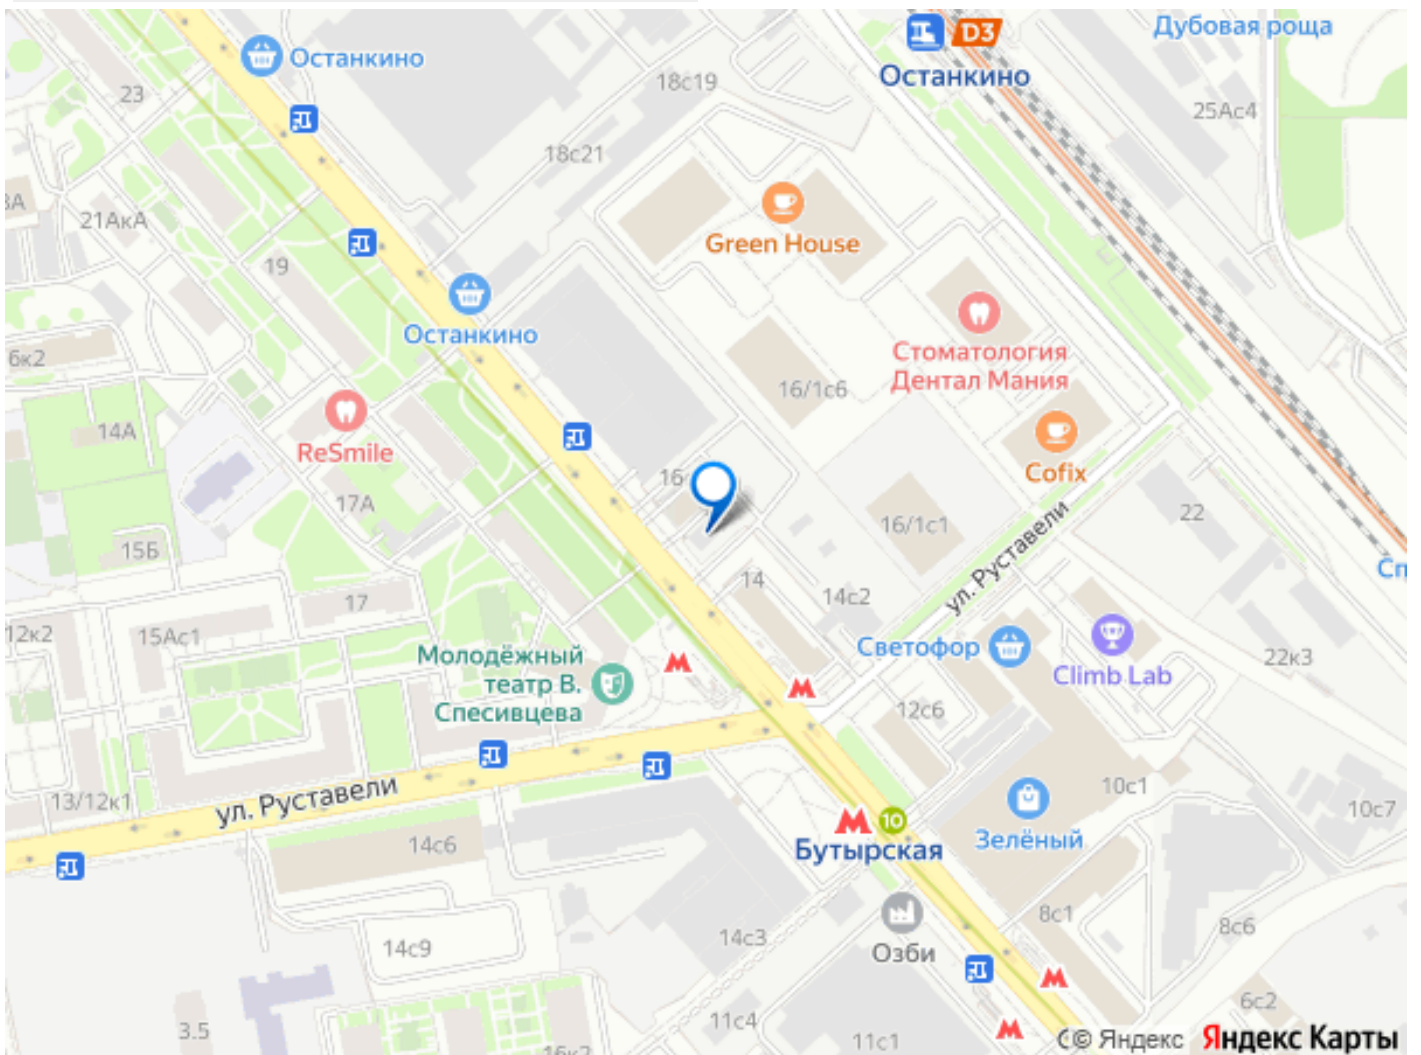 Дубовая роща
D3
Останкино
Останкино
18с19
23
25Ас4
18с21
21АкА
Green House
19
Останкино
Стоматология
Дентал Мания
6к2
16/1с6
14А
ReSmile
Cofix
16
17А
16/1с1
22
15Б
ул. Руставели
14
14с2
17
12к2
15Ас1
Светофор
Молодёжный
театр В.
Спесивцева
22к3
Climb Lab
12с6
13/12к1
ул. Руставели
10с1
10с7
10
Зелёный
Бутырская
14с6
8с1
8с6
14с3
14с9
Озби
6с2
11с4
3.5
11с1
© Яндекс
Яндекс Карты